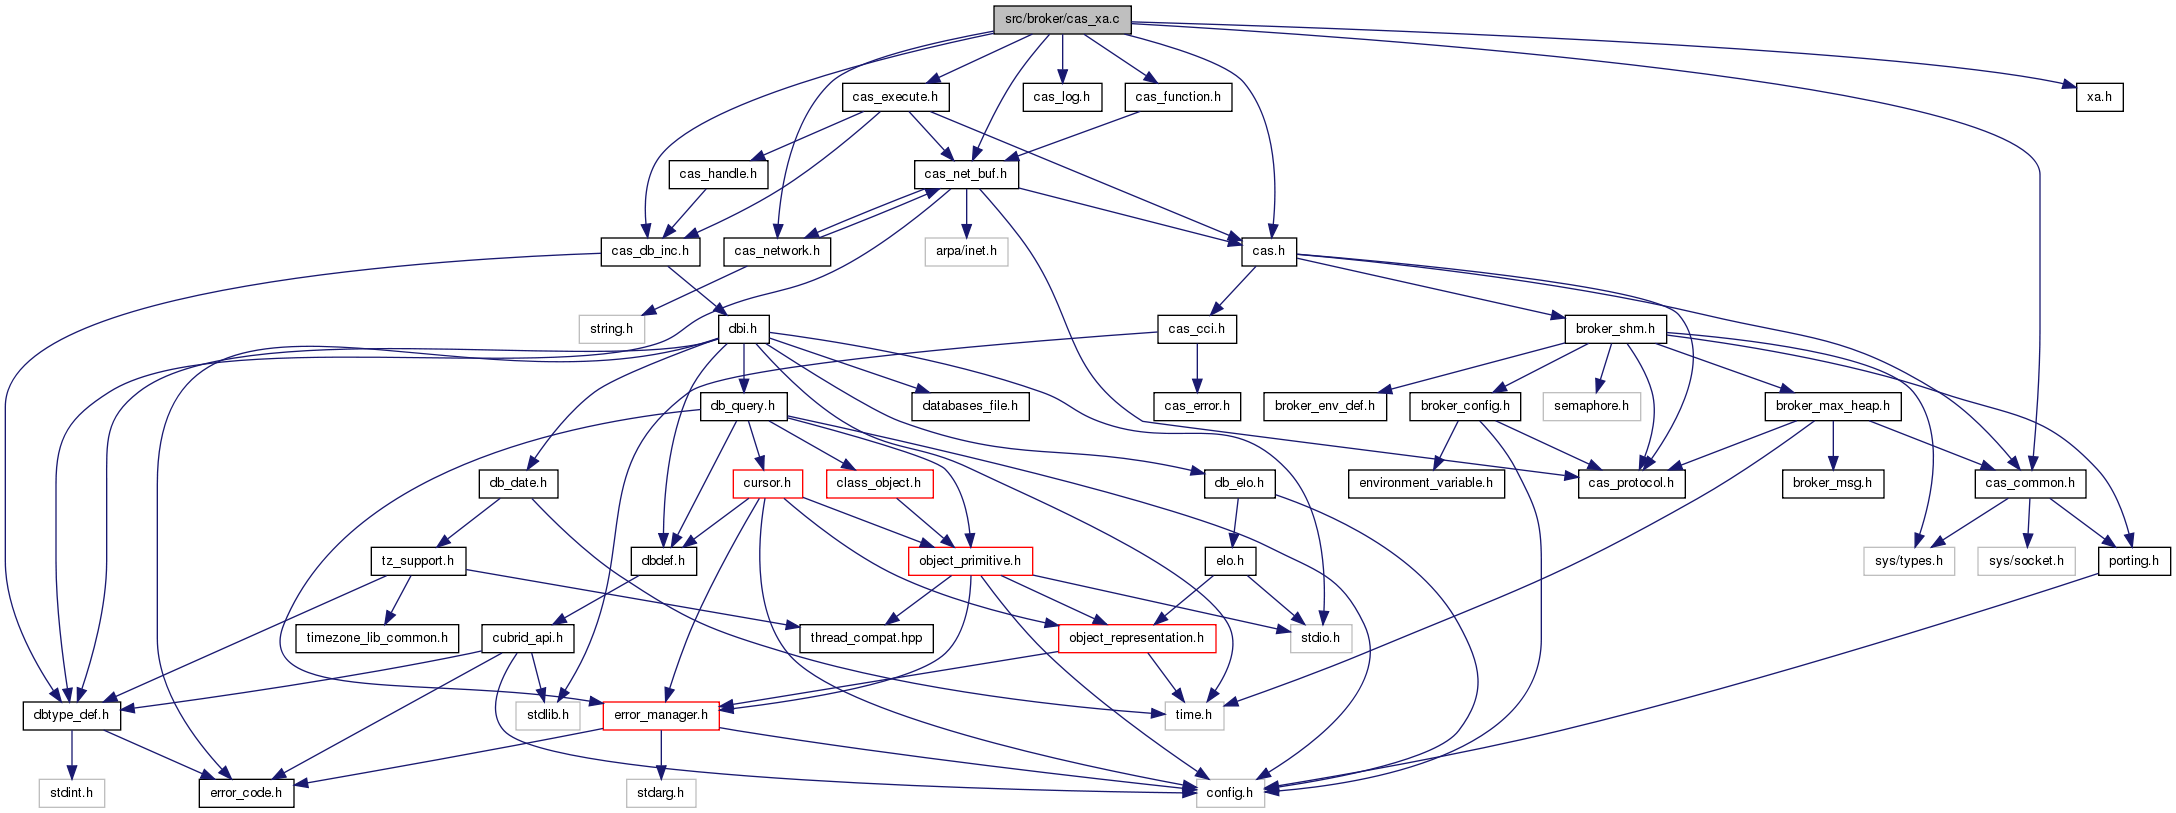 src/broker/cas_xa.c
cas_execute.h
cas_log.h
cas_function.h
xa.h
cas_handle.h
cas_net_buf.h
cas_db_inc.h
cas_network.h
arpa/inet.h
cas.h
string.h
dbi.h
cas_cci.h
broker_shm.h
db_query.h
databases_file.h
cas_error.h
broker_env_def.h
broker_config.h
semaphore.h
broker_max_heap.h
db_date.h
cursor.h
class_object.h
db_elo.h
environment_variable.h
cas_protocol.h
broker_msg.h
cas_common.h
tz_support.h
dbdef.h
object_primitive.h
elo.h
sys/types.h
sys/socket.h
porting.h
timezone_lib_common.h
cubrid_api.h
thread_compat.hpp
object_representation.h
stdio.h
dbtype_def.h
stdlib.h
error_manager.h
time.h
stdint.h
error_code.h
stdarg.h
config.h